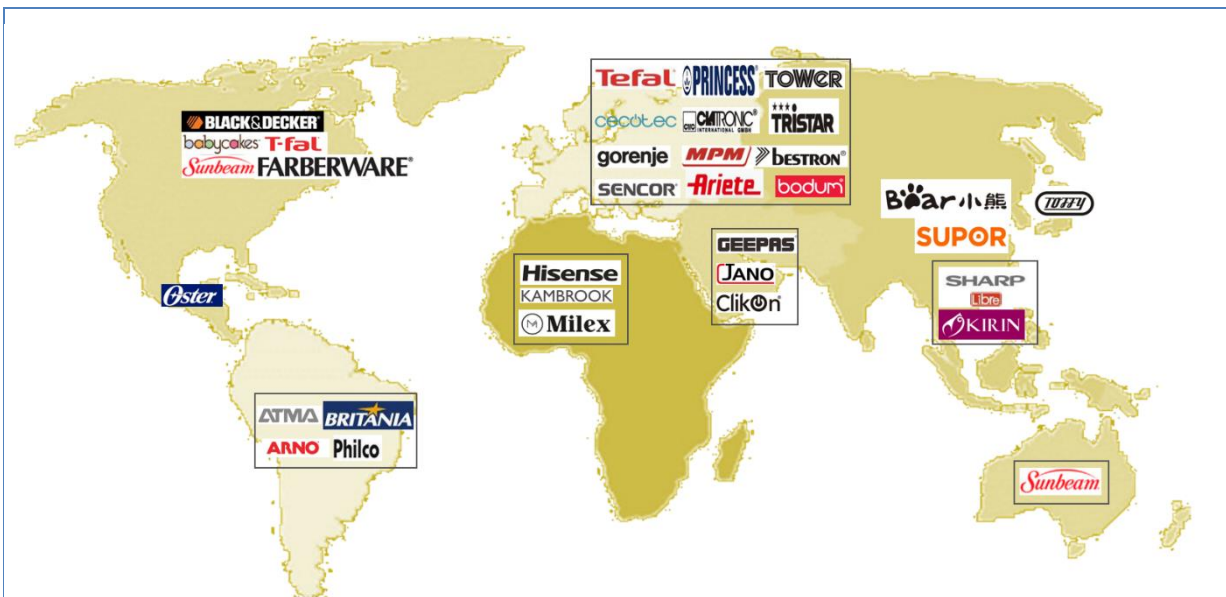 BLACK&DECKER®
babycakes T-fal
Sunbeam FARBERWARE®
Oster
ATMA BRITANIA
ARNO Philco
Tefal PRINCESS® TOWER
cecotec CTC CLATRONIC® INTERNATIONAL GMBH TRISTAR
gorenje MPM BESTRON®
SENCOR® Ariete bodum®
Hisense
KAMBROOK
M Milex
GEEPAS
JANO
ClikOn®
Bear小熊 TOFFY
SUPOR
SHARP
Libre
KIRIN
Sunbeam